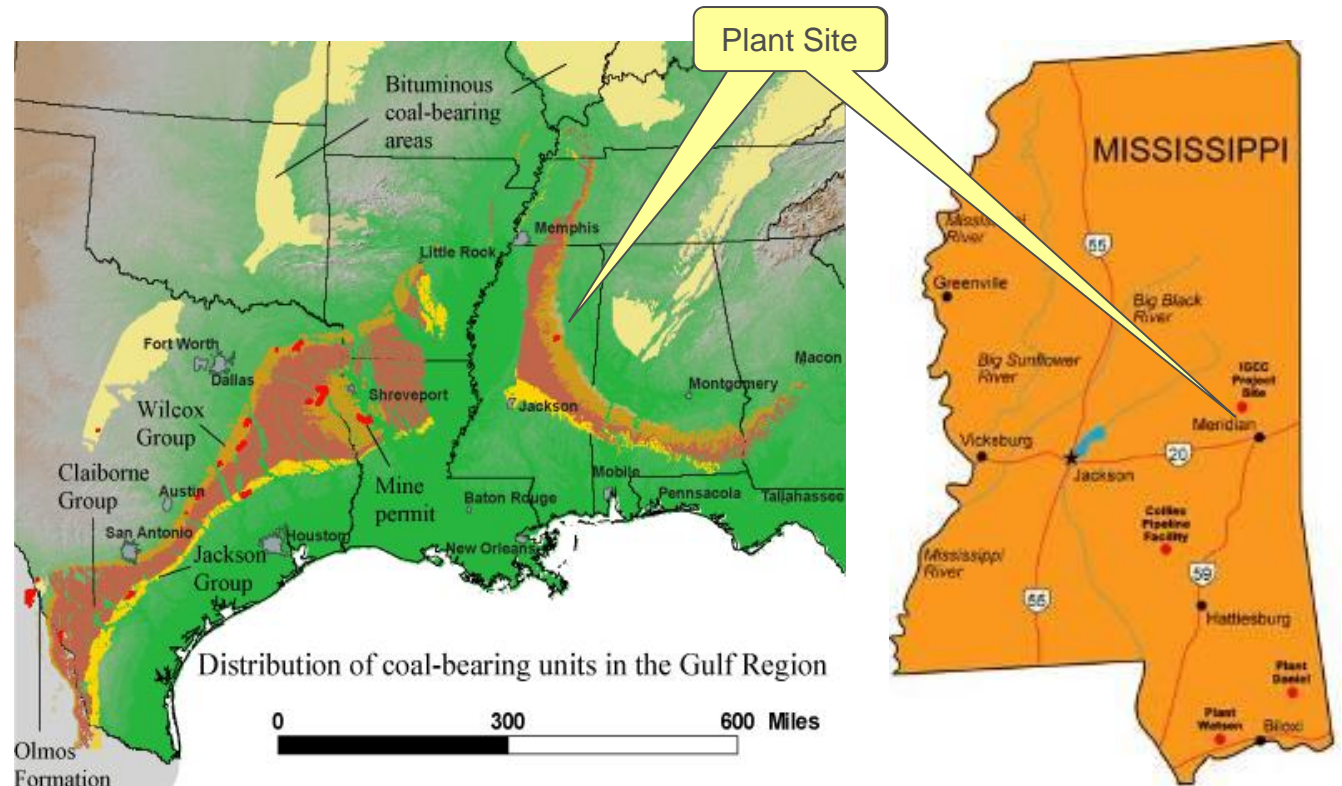 Plant Site
Bituminous
coal-bearing
areas
Memphis
Little Rock
Fort Worth
Dallas
Shreveport
Macon
Montgomery
Jackson
Wilcox
Group
Claiborne
Group
Austin
Mine
permit
Mobile
Pennsacola
Tallahassee
Baton Rouge
San Antonio
Houston
New Orleans
Jackson
Group
Distribution of coal-bearing units in the Gulf Region
0 300 600 Miles
Olmos
Formation
MISSISSIPPI
Mississippi
River
55
Greenville
Big Black
River
Big Sunflower
River
IGCC
Project
Site
Meridian
Vicksburg
20
Jackson
Collins
Pipeline
Facility
Mississippi
River
59
55
Hattiesburg
Plant
Daniel
Plant
Watson
Biloxi